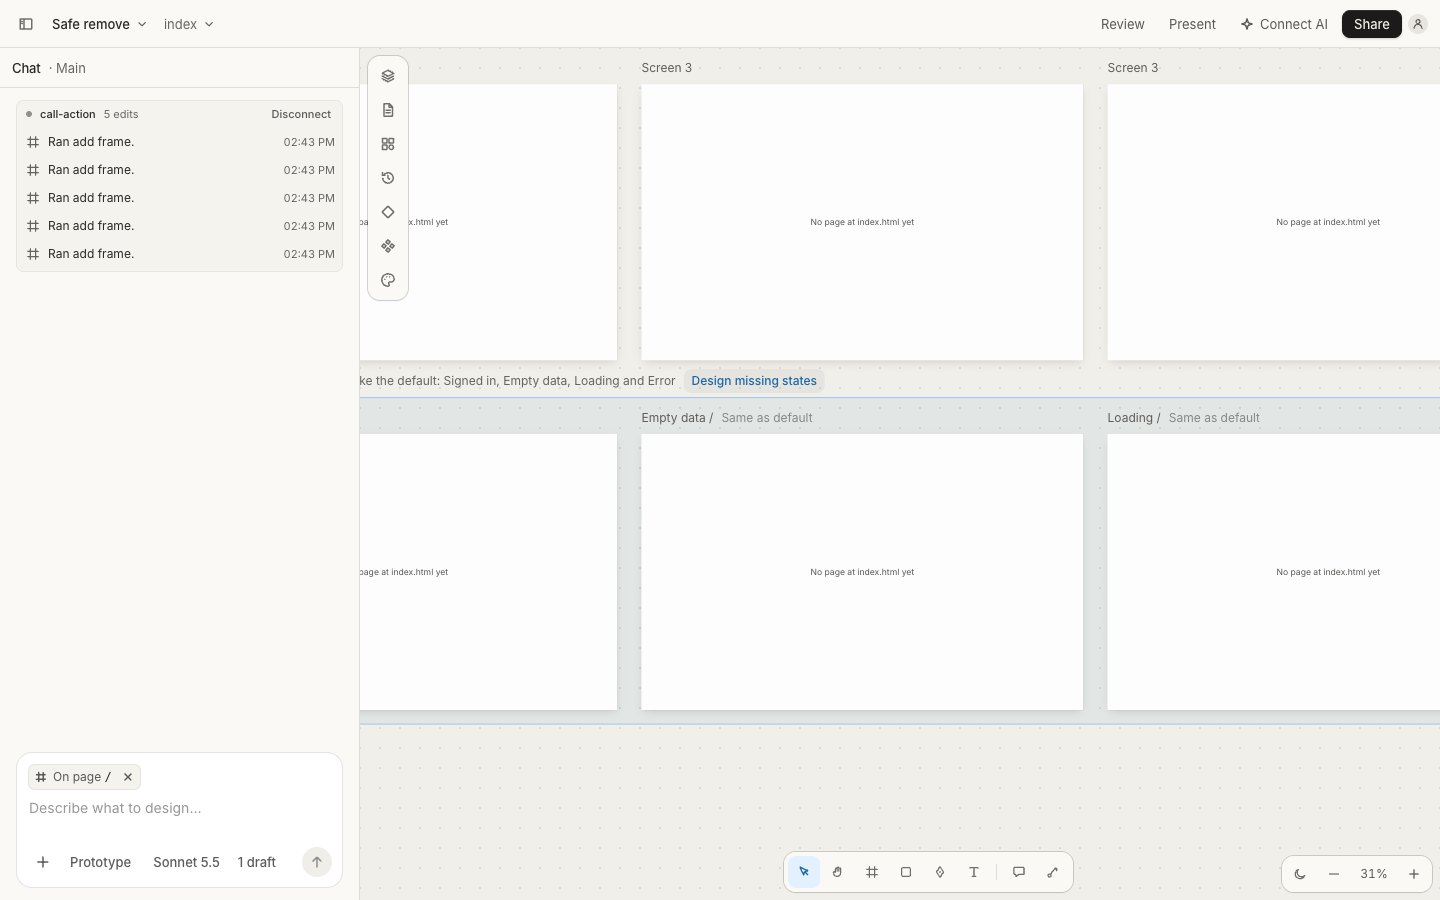 Safe remove
index
Review
Present
Connect AI
Share
Chat · Main
call-action 5 edits Disconnect
Ran add frame. 02:43 PM
Ran add frame. 02:43 PM
Ran add frame. 02:43 PM
Ran add frame. 02:43 PM
Ran add frame. 02:43 PM
Screen 3
Screen 3
x.html yet
No page at index.html yet
No page at index.html yet
ke the default: Signed in, Empty data, Loading and Error
Design missing states
Empty data / Same as default
Loading / Same as default
page at index.html yet
No page at index.html yet
No page at index.html yet
On page /
Describe what to design...
Prototype
Sonnet 5.5
1 draft
31%